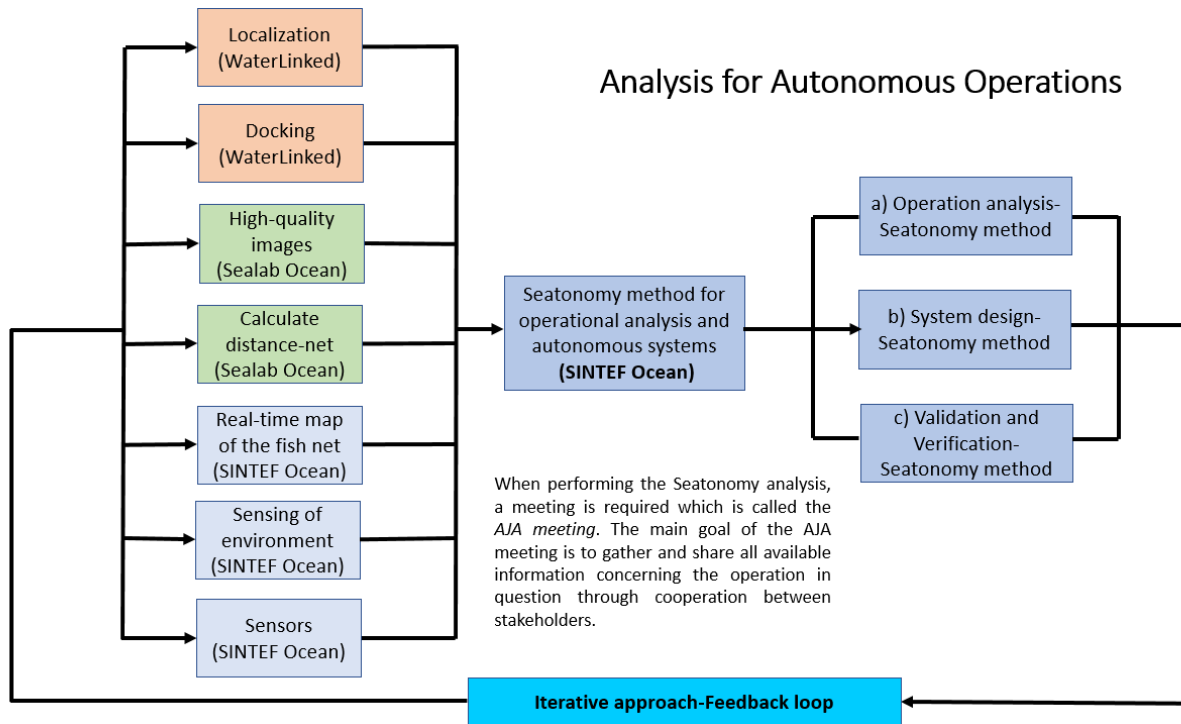 Analysis for Autonomous Operations
Localization
(WaterLinked)
Docking
(WaterLinked)
High-quality
images
(Sealab Ocean)
Calculate
distance-net
(Sealab Ocean)
Real-time map
of the fish net
(SINTEF Ocean)
Sensing of
environment
(SINTEF Ocean)
Sensors
(SINTEF Ocean)
Seatonomy method for
operational analysis and
autonomous systems
(SINTEF Ocean)
a) Operation analysis-
Seatonomy method
b) System design-
Seatonomy method
c) Validation and
Verification-
Seatonomy method
When performing the Seatonomy analysis,
a meeting is required which is called the
AJA meeting. The main goal of the AJA
meeting is to gather and share all available
information concerning the operation in
question through cooperation between
stakeholders.
Iterative approach-Feedback loop